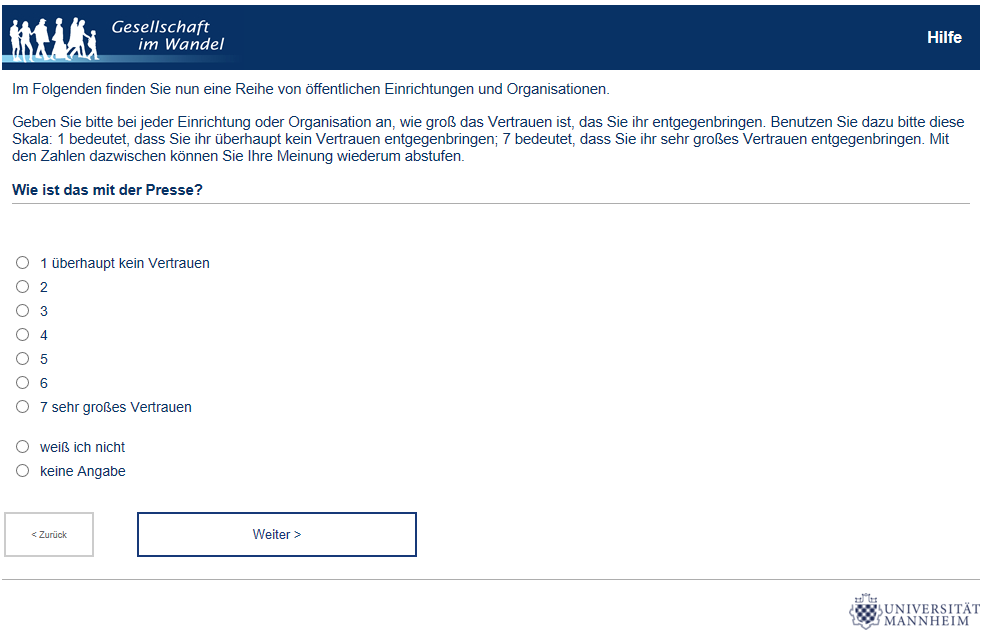 Gesellschaft
im Wandel
Hilfe
Im Folgenden finden Sie nun eine Reihe von öffentlichen Einrichtungen und Organisationen.
Geben Sie bitte bei jeder Einrichtung oder Organisation an, wie groß das Vertrauen ist, das Sie ihr entgegenbringen. Benutzen Sie dazu bitte diese
Skala: 1 bedeutet, dass Sie ihr überhaupt kein Vertrauen entgegenbringen; 7 bedeutet, dass Sie ihr sehr großes Vertrauen entgegenbringen. Mit
den Zahlen dazwischen können Sie Ihre Meinung wiederum abstufen.
Wie ist das mit der Presse?
1 überhaupt kein Vertrauen
2
3
4
5
6
7 sehr großes Vertrauen
weiß ich nicht
keine Angabe
< Zurück
Weiter >
UNIVERSITÄT
MANNHEIM